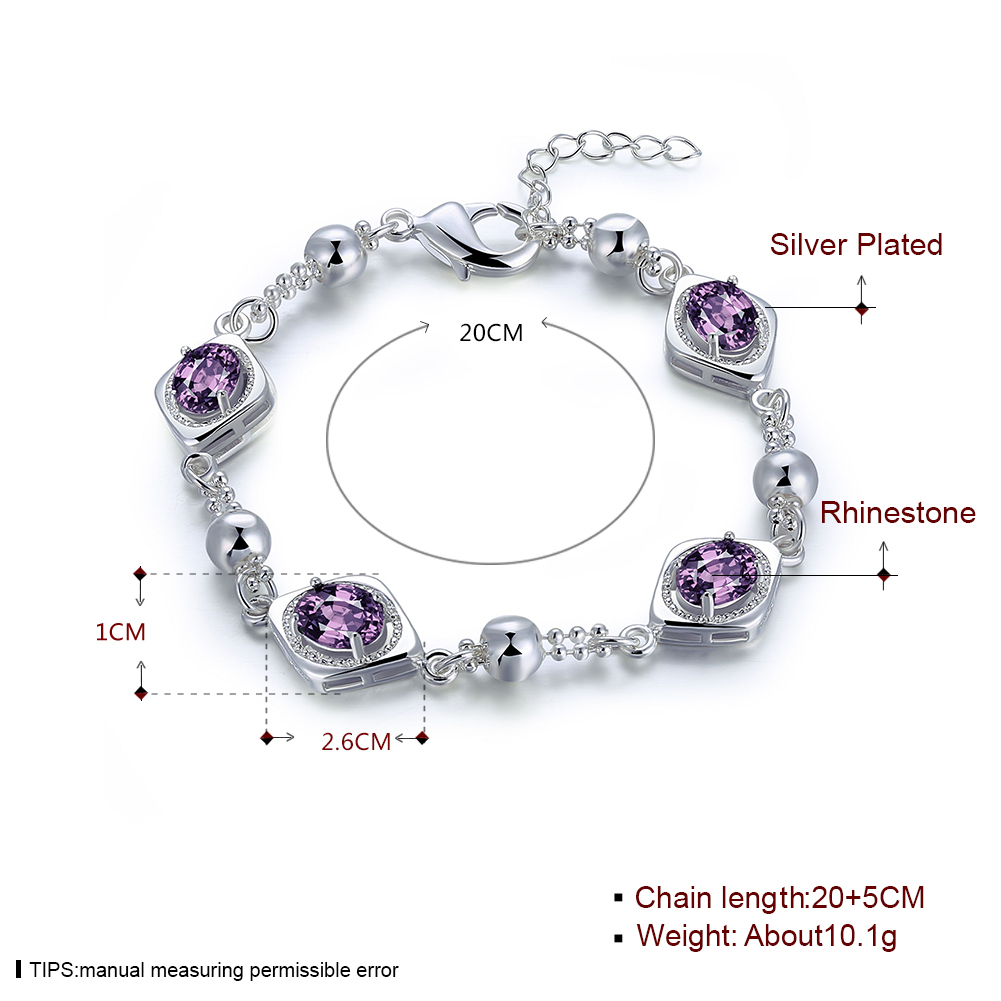 Silver Plated
20CM
Rhinestone
1CM
2.6CM
Chain length:20+5CM
Weight: About10.1g
TIPS:manual measuring permissible error